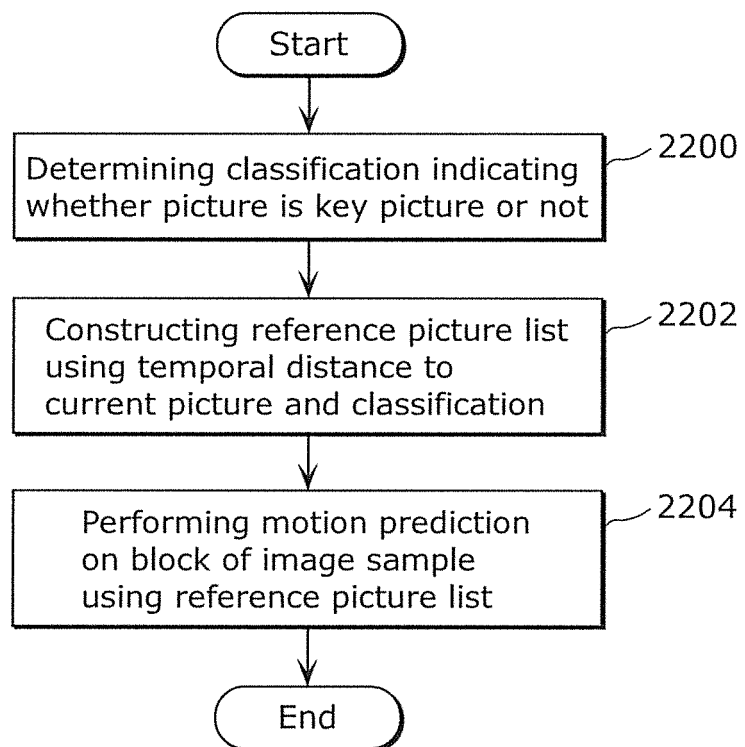 Start
2200
Determining classification indicating
whether picture is key picture or not
2202
Constructing reference picture list
using temporal distance to
current picture and classification
2204
Performing motion prediction
on block of image sample
using reference picture list
End